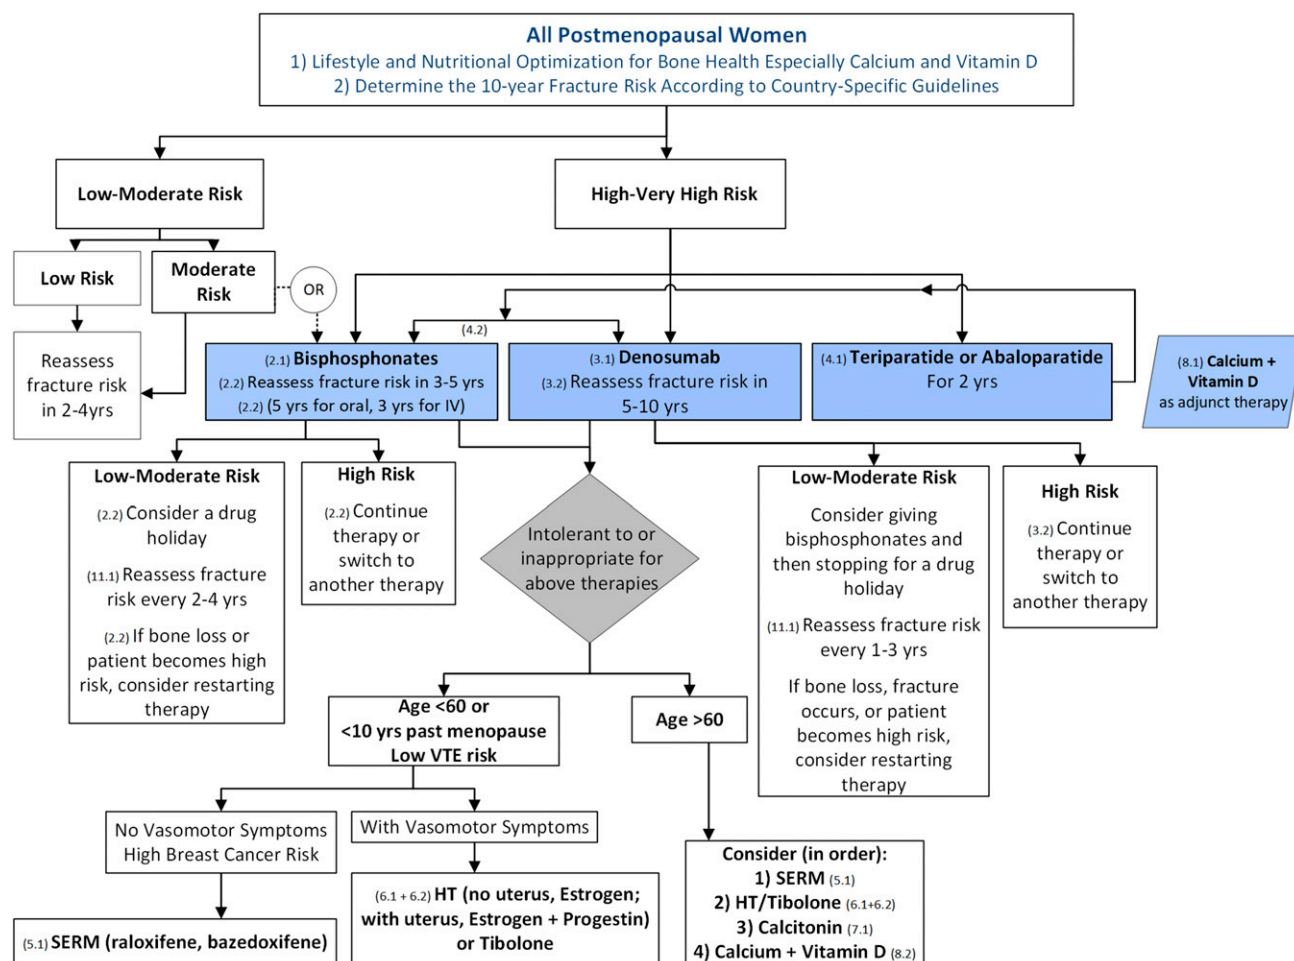 All Postmenopausal Women
1) Lifestyle and Nutritional Optimization for Bone Health Especially Calcium and Vitamin D
2) Determine the 10-year Fracture Risk According to Country-Specific Guidelines
Low-Moderate Risk
High-Very High Risk
Low Risk
Moderate
Risk
OR
Reassess
fracture risk
in 2-4yrs
(4.2)
(2.1) Bisphosphonates
(2.2) Reassess fracture risk in 3-5 yrs
(2.2) (5 yrs for oral, 3 yrs for IV)
(3.1) Denosumab
(3.2) Reassess fracture risk in
5-10 yrs
(4.1) Teriparatide or Abaloparatide
For 2 yrs
(8.1) Calcium +
Vitamin D
as adjunct therapy
Low-Moderate Risk
(2.2) Consider a drug
holiday
(11.1) Reassess fracture
risk every 2-4 yrs
(2.2) If bone loss or
patient becomes high
risk, consider restarting
therapy
High Risk
(2.2) Continue
therapy or
switch to
another therapy
Intolerant to or
inappropriate for
above therapies
Low-Moderate Risk
Consider giving
bisphosphonates and
then stopping for a drug
holiday
(11.1) Reassess fracture risk
every 1-3 yrs
If bone loss, fracture
occurs, or patient
becomes high risk,
consider restarting
therapy
High Risk
(3.2) Continue
therapy or
switch to
another therapy
Age <60 or
<10 yrs past menopause
Low VTE risk
Age >60
No Vasomotor Symptoms
High Breast Cancer Risk
With Vasomotor Symptoms
(5.1) SERM (raloxifene, bazedoxifene)
(6.1 + 6.2) HT (no uterus, Estrogen;
with uterus, Estrogen + Progestin)
or Tibolone
Consider (in order):
1) SERM (5.1)
2) HT/Tibolone (6.1+6.2)
3) Calcitonin (7.1)
4) Calcium + Vitamin D (8.2)